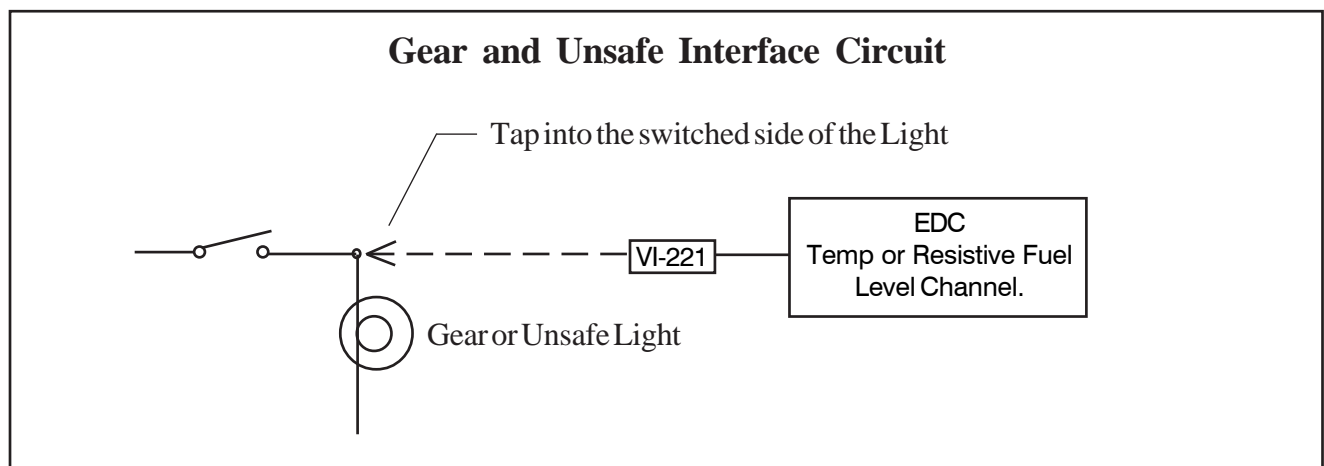 Gear and Unsafe Interface Circuit
Tap into the switched side of the Light
VI-221
EDC
Temp or Resistive Fuel
Level Channel.
Gear or Unsafe Light